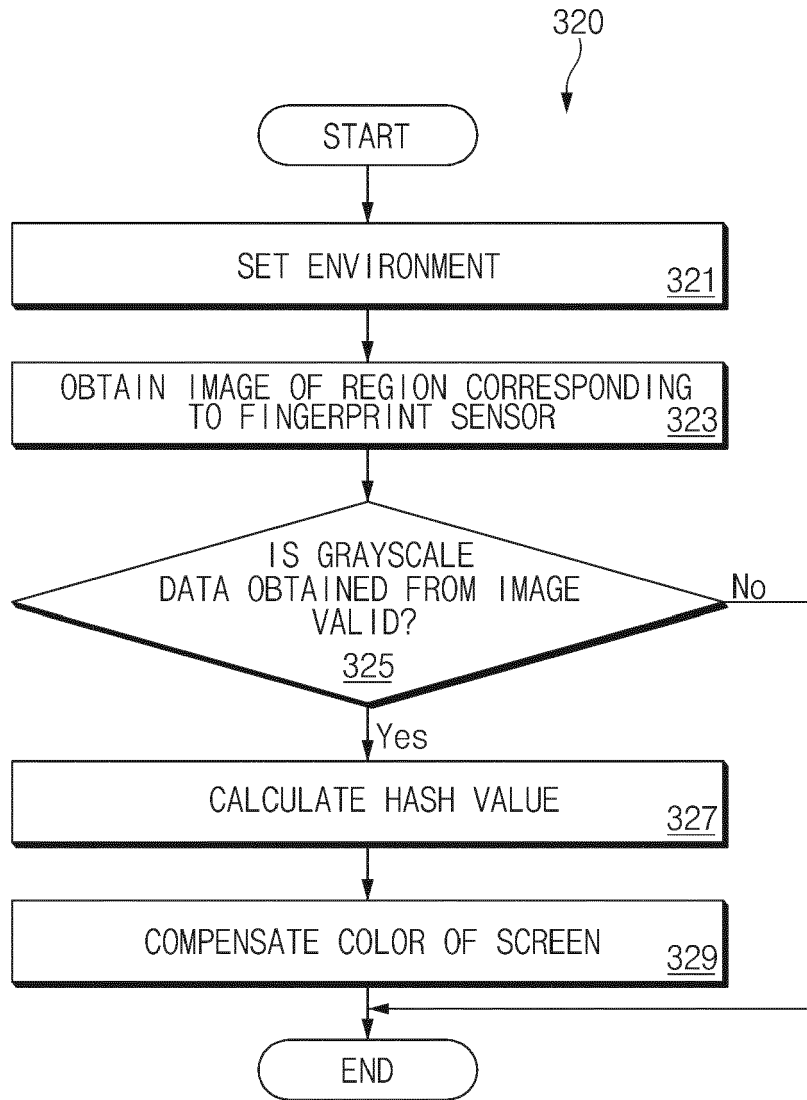 320
START
SET ENVIRONMENT
321
OBTAIN IMAGE OF REGION CORRESPONDING
TO FINGERPRINT SENSOR
323
IS GRAYSCALE
DATA OBTAINED FROM IMAGE
VALID?
325
No
Yes
CALCULATE HASH VALUE
327
COMPENSATE COLOR OF SCREEN
329
END